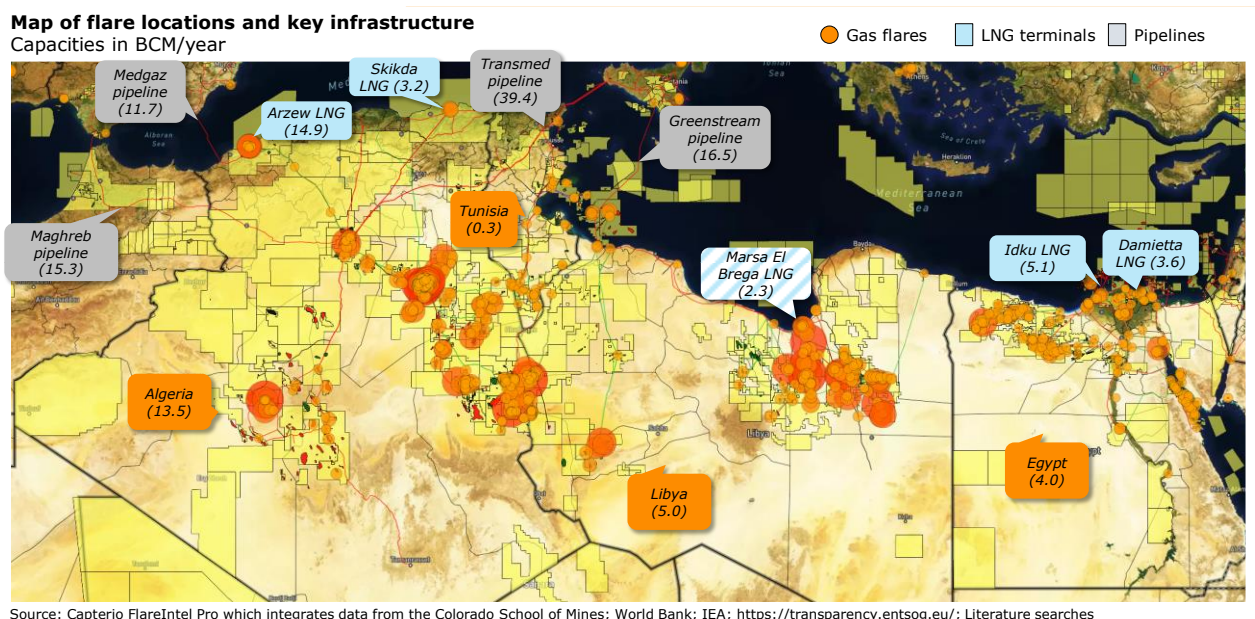 Map of flare locations and key infrastructure
Capacities in BCM/year
Gas flares
LNG terminals
Pipelines
Medgaz
pipeline
(11.7)
Skikda
LNG (3.2)
Transmed
pipeline
(39.4)
Arzew LNG
(14.9)
Greenstream
pipeline
(16.5)
Maghreb
pipeline
(15.3)
Tunisia
(0.3)
Marsa El
Brega LNG
(2.3)
Idku LNG
(5.1)
Damietta
LNG (3.6)
Algeria
(13.5)
Libya
(5.0)
Egypt
(4.0)
Alboran
Sea
Athens
Sea of Crete
Heraklion
Mediterranean
Sea
Bayda
Sabha
Libya
Tamanrasset
Source: Capterio FlareIntel Pro which integrates data from the Colorado School of Mines; World Bank; IEA; https://transparency.entsog.eu/; Literature searches